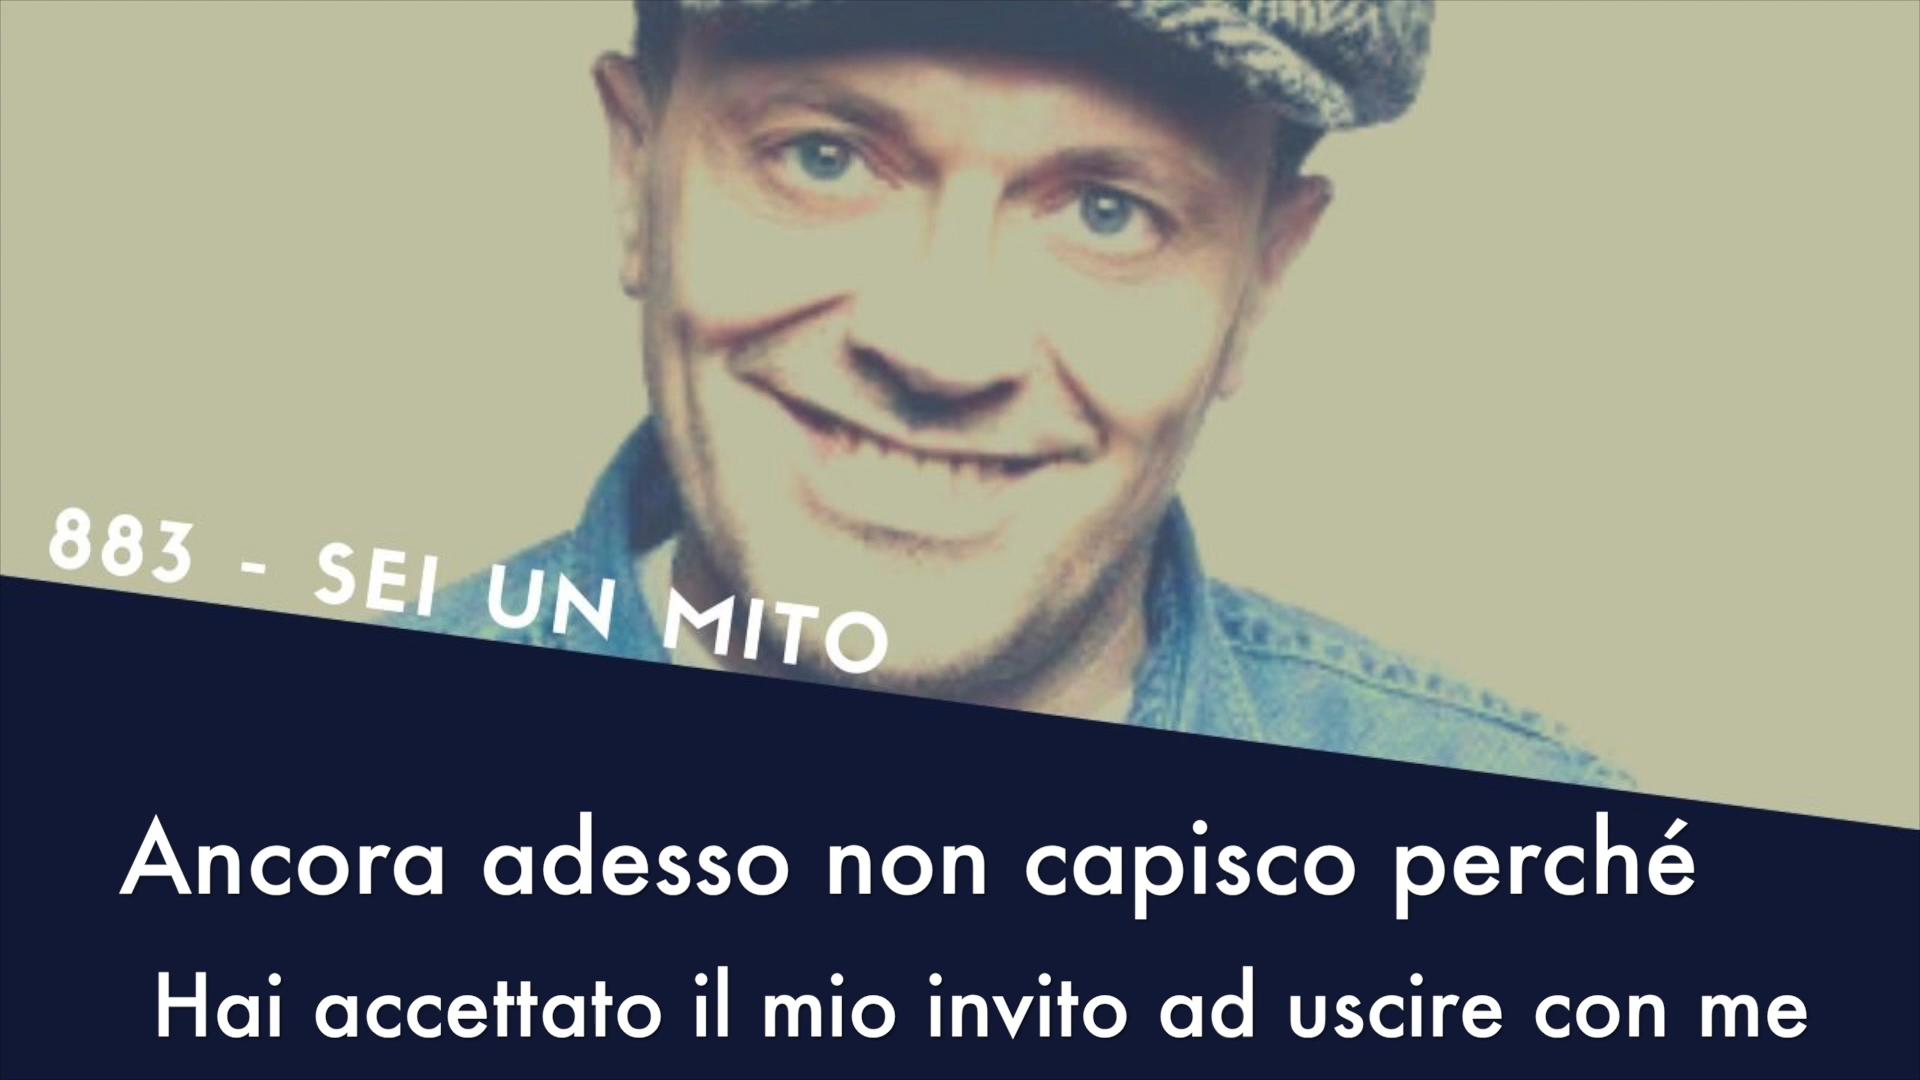 883 - SEI UN MITO
Ancora adesso non capisco perché
Hai accettato il mio invito ad uscire con me